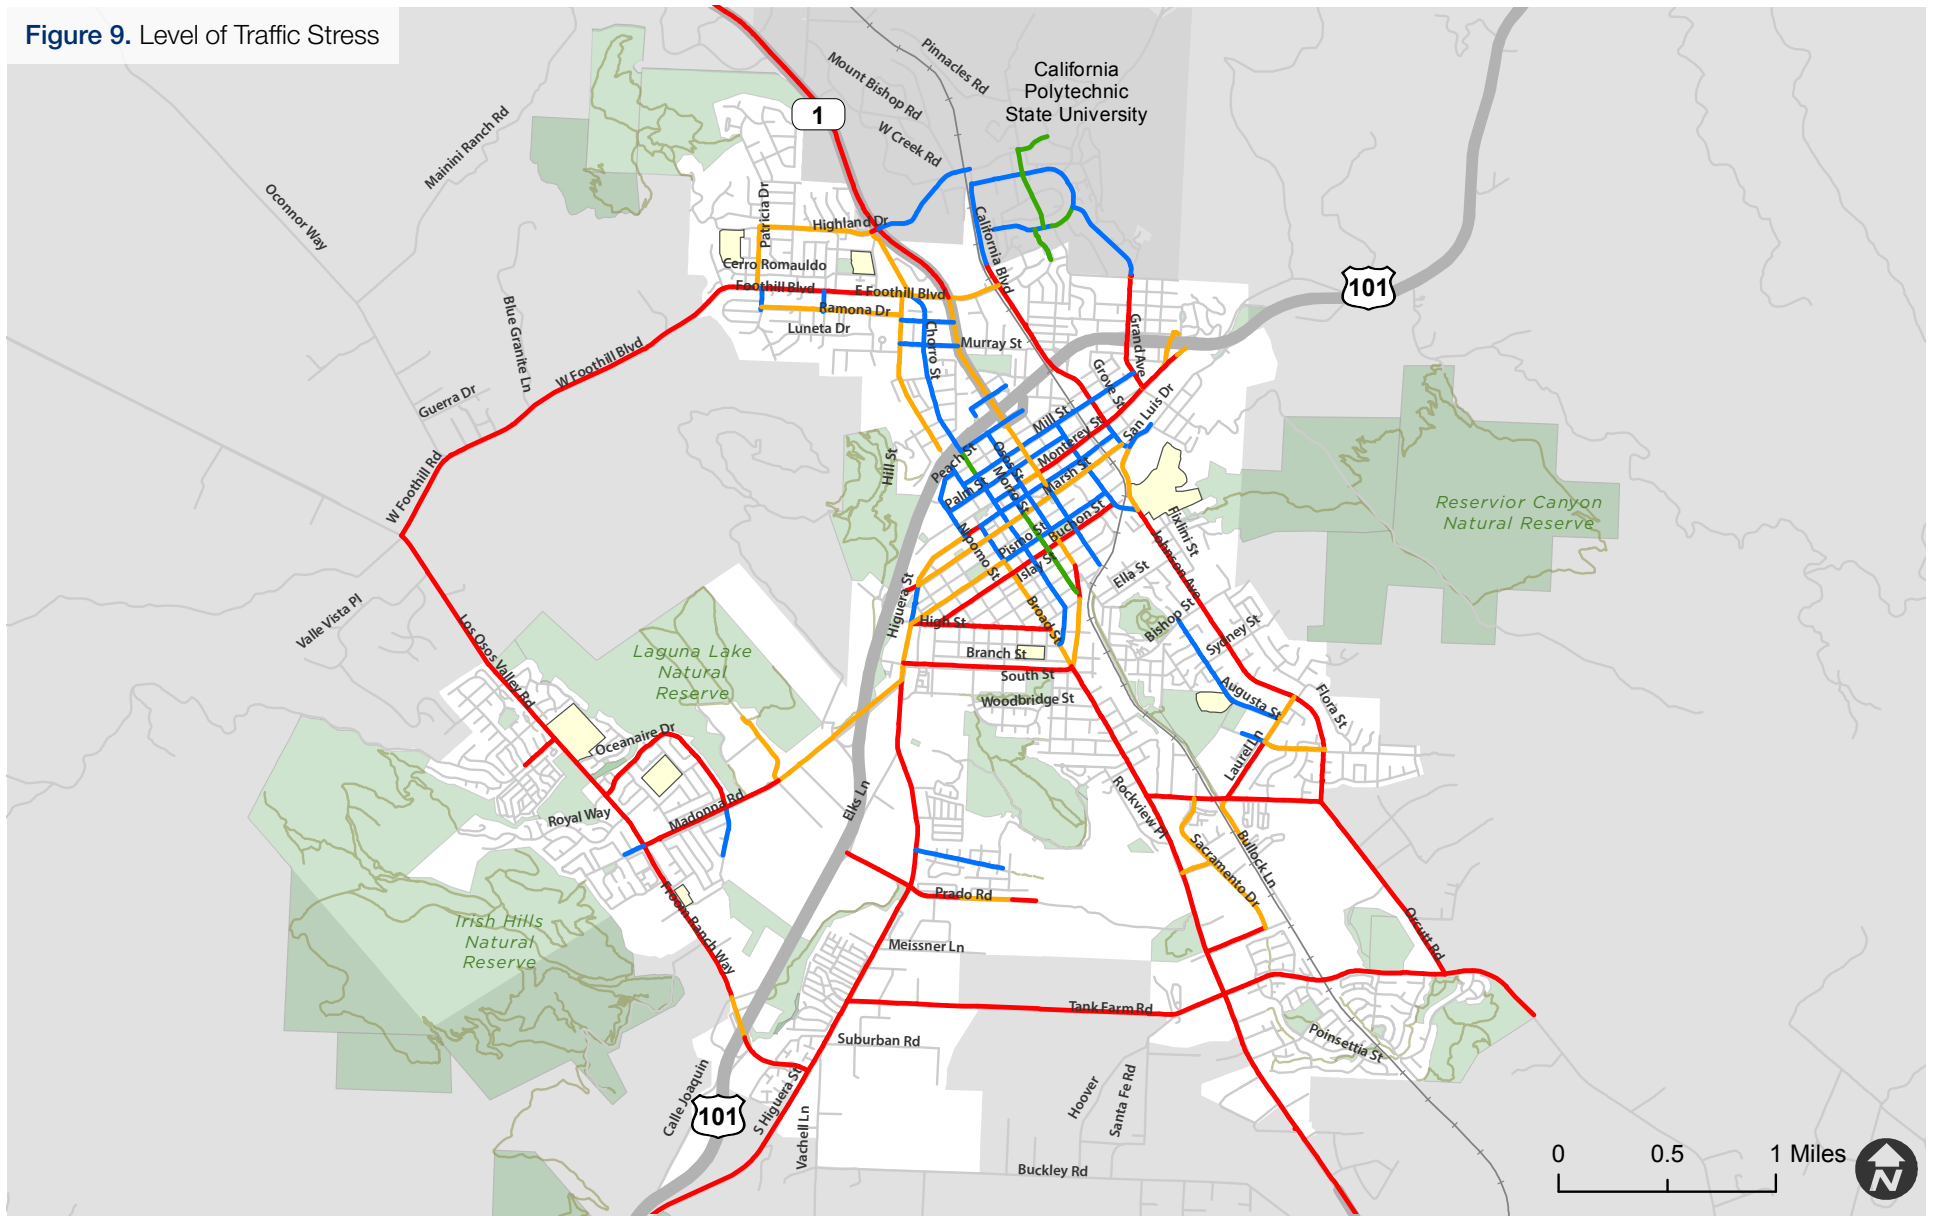 Figure 9. Level of Traffic Stress
Pinnacles Rd
Mount Bishop Rd
California
Polytechnic
State University
1
W Creek Rd
Mainini Ranch Rd
Oconnor Way
Patricia Dr
Highland Dr
California Blvd
Cerro Romauldo
Foothill Blvd
E Foothill Blvd
101
Ramona Dr
Luneta Dr
Chorro St
Murray St
Grand Ave
Blue Granite Ln
W Foothill Blvd
Guerra Dr
Grove St
San Luis Dr
Mill St
Monterey St
Hill St
Peach St
Osos St
Marsh St
W Foothill Rd
Palm St
Morro St
Reservior Canyon
Natural Reserve
Buchon St
Pismo St
Nipomo St
Fixlini St
Islay St
Johnson Ave
Ella St
Higuera St
Valle Vista Pl
Broad St
High St
Bishop St
Sydney St
Los Osos Valley Rd
Laguna Lake
Natural
Reserve
Branch St
South St
Woodbridge St
Augusta St
Flora St
Oceanaire Dr
Laurel Ln
Madonna Rd
Elks Ln
Rockview Pl
Royal Way
Bullock Ln
Sacramento Dr
Prado Rd
Froom Ranch Way
Irish Hills
Natural
Reserve
Orcutt Rd
Meissner Ln
Tank Farm Rd
Suburban Rd
Poinsettia St
Calle Joaquin
101
S Higuera St
Vachell Ln
Hoover
Santa Fe Rd
Buckley Rd
0 0.5 1 Miles
N